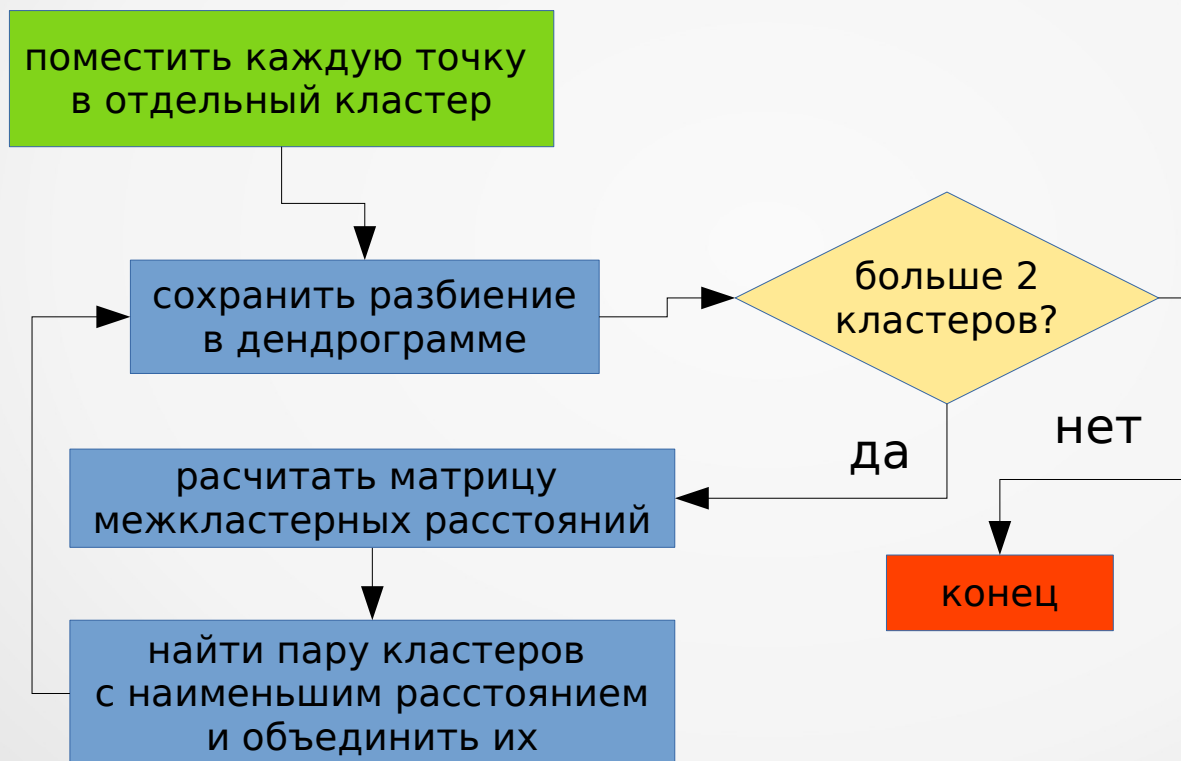 поместить каждую точку
в отдельный кластер
сохранить разбиение
в дендрограмме
больше 2
кластеров?
да
нет
расчитать матрицу
межкластерных расстояний
конец
найти пару кластеров
с наименьшим расстоянием
и объединить их